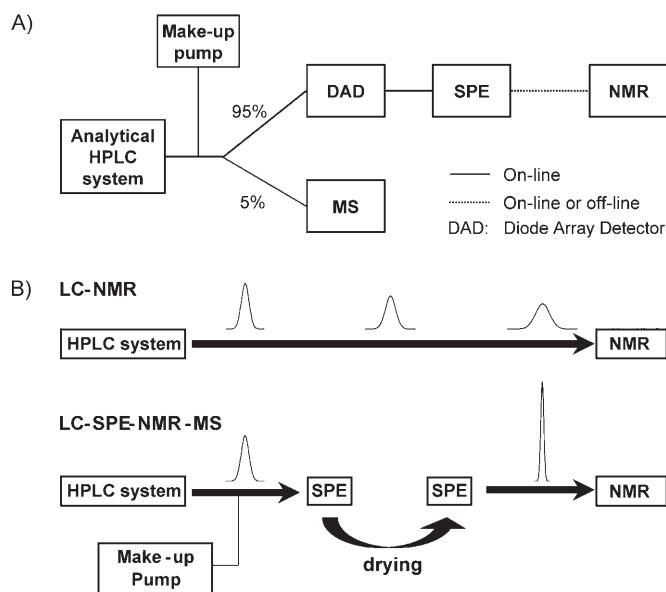 A)
Make-up
pump
DAD
SPE
NMR
95%
Analytical
HPLC
system
5%
MS
On-line
On-line or off-line
DAD: Diode Array Detector
B)
LC-NMR
HPLC system
NMR
LC-SPE-NMR-MS
HPLC system
SPE
SPE
NMR
Make-up
Pump
drying